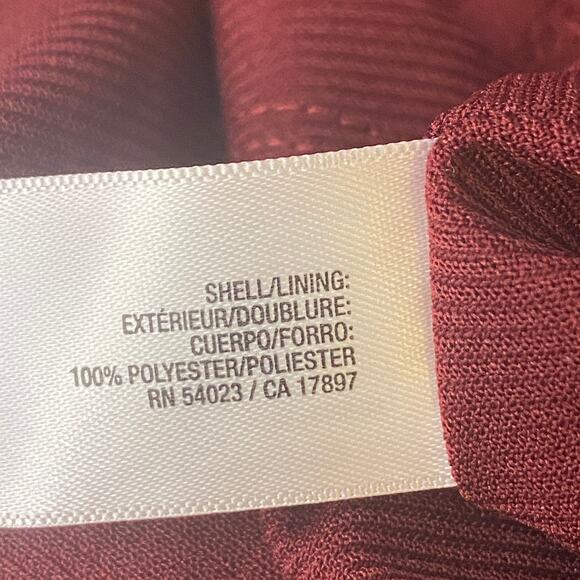 SHELL/LINING:
EXTÉRIEUR/DOUBLURE:
CUERPO/FORRO:
100% POLYESTER/POLIESTER
RN 54023 / CA 17897